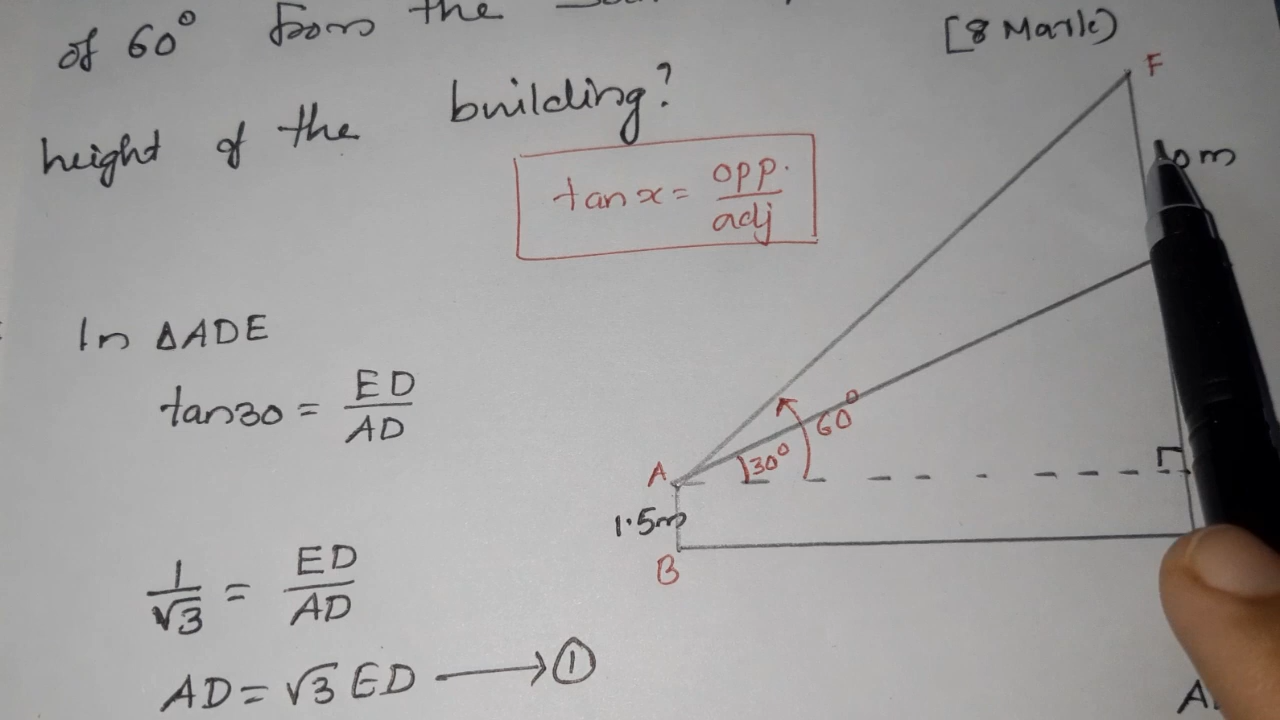 of 60° from the
[8 Mark)
height of the building?
tan x = opp. / adj
F
In ΔADE
tan30 = ED / AD
60°
30°
A
1.5m
B
1 / √3 = ED / AD
AD = √3 ED → ①